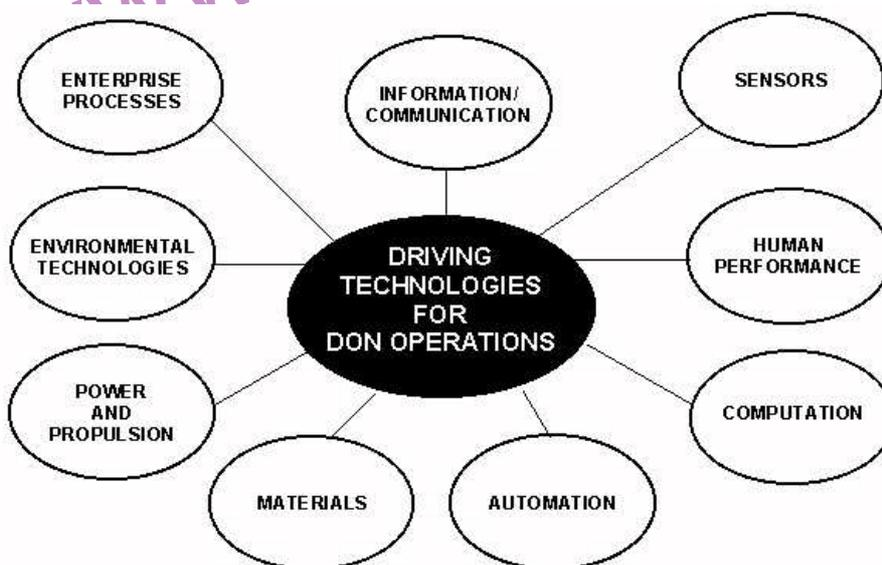 ENTERPRISE
PROCESSES
INFORMATION/
COMMUNICATION
SENSORS
ENVIRONMENTAL
TECHNOLOGIES
DRIVING
TECHNOLOGIES
FOR
DON OPERATIONS
HUMAN
PERFORMANCE
POWER
AND
PROPULSION
COMPUTATION
MATERIALS
AUTOMATION